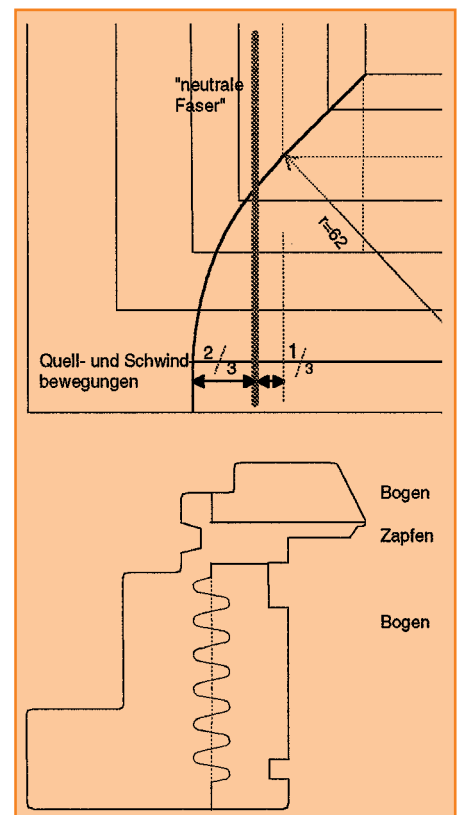 "neutrale
Faser"
r=62
Quell- und Schwind
bewegungen
2/3
1/3
Bogen
Zapfen
Bogen